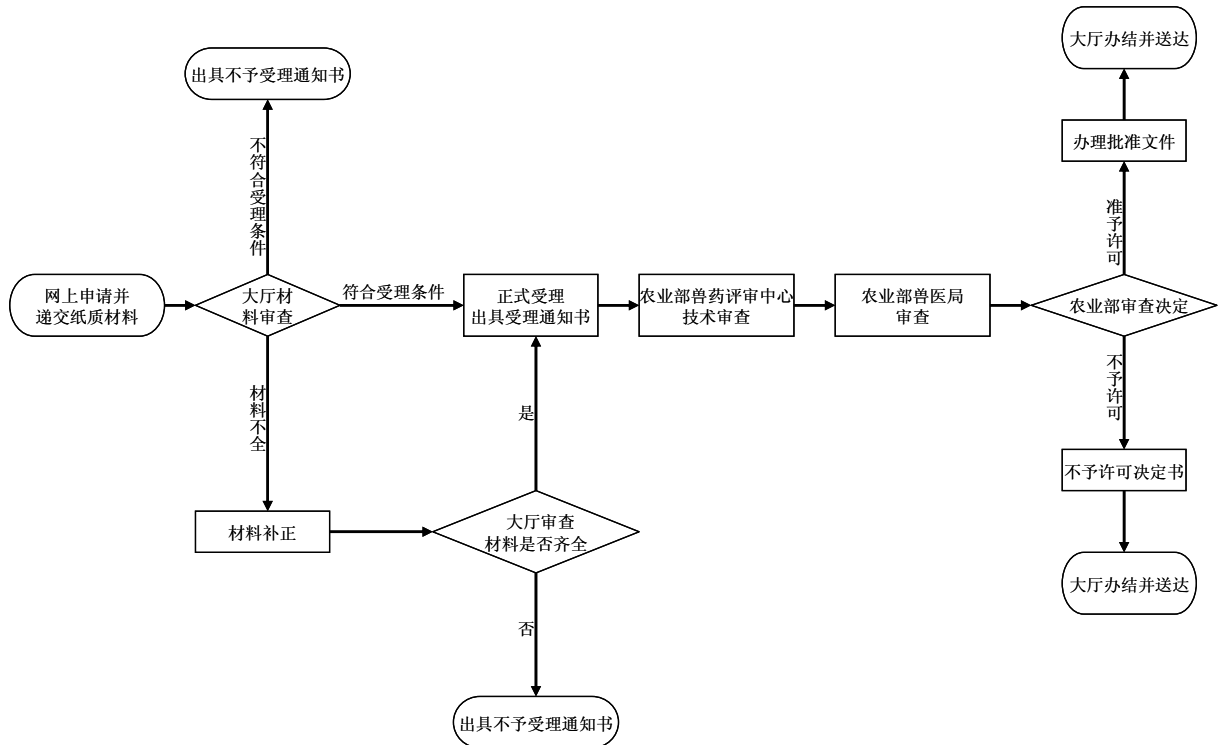 大厅办结并送达
出具不予受理通知书
办理批准文件
不符合受理条件
准予许可
网上申请并
递交纸质材料
大厅材
料审查
符合受理条件
正式受理
出具受理通知书
农业部兽药评审中心
技术审查
农业部兽医局
审查
农业部审查决定
材料不全
是
不予许可
不予许可决定书
材料补正
大厅审查
材料是否齐全
大厅办结并送达
否
出具不予受理通知书